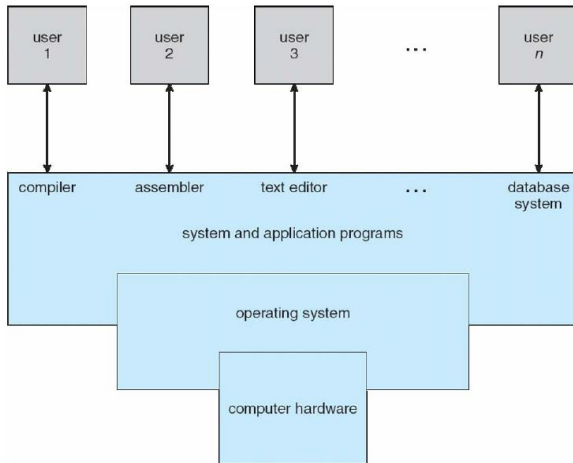 user
1
user
2
user
3
...
user
n
compiler
assembler
text editor
...
database
system
system and application programs
operating system
computer hardware